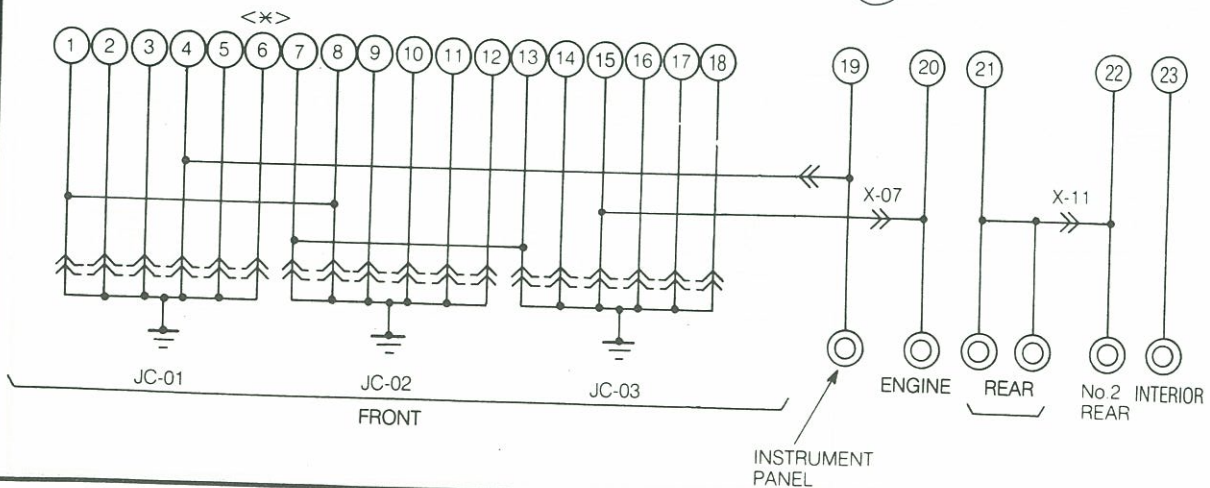 <*>
1 2 3 4 5 6 7 8 9 10 11 12 13 14 15 16 17 18 19 20 21 22 23
X-07 X-11
JC-01 JC-02 JC-03
FRONT
ENGINE REAR No.2 INTERIOR
REAR
INSTRUMENT
PANEL